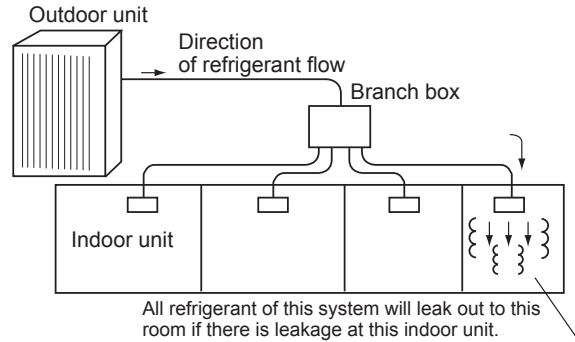 Outdoor unit
Direction
of refrigerant flow
Branch box
Indoor unit
All refrigerant of this system will leak out to this
room if there is leakage at this indoor unit.